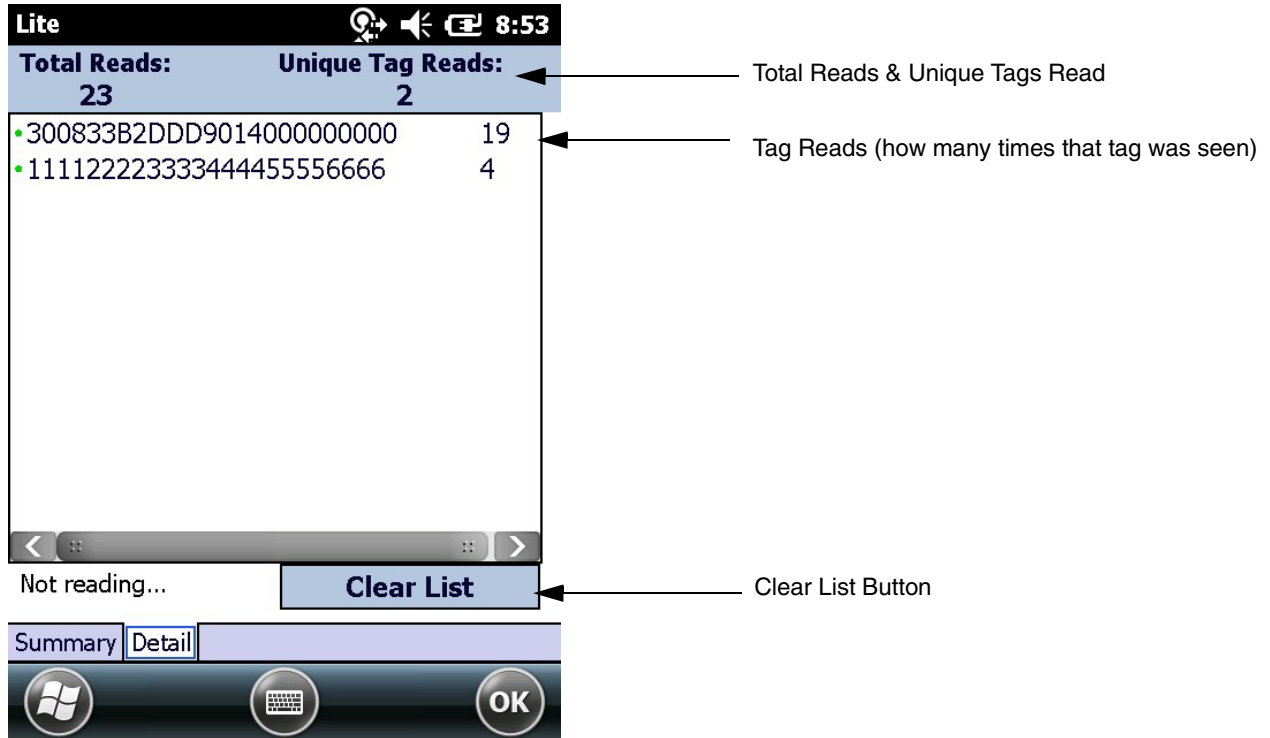 Lite 8:53
Total Reads: Unique Tag Reads:
23 2
Total Reads & Unique Tags Read
300833B2DDD9014000000000 19
Tag Reads (how many times that tag was seen)
111122223333444455556666 4
Not reading... Clear List
Clear List Button
Summary Detail
OK